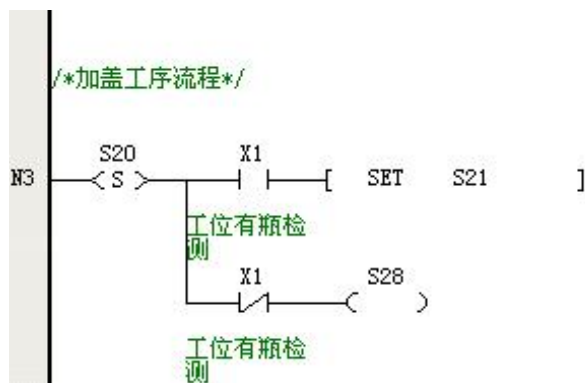 /*加盖工序流程*/
S20 X1
N3 S [ SET S21 ]
工位有瓶检
测
X1 S28
工位有瓶检
测